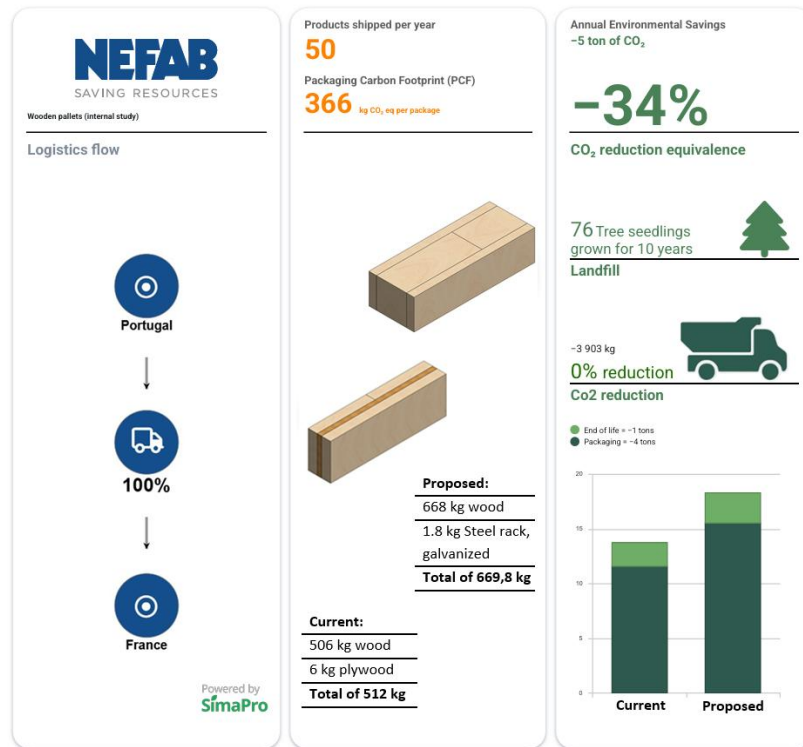 NEFAB
SAVING RESOURCES
Wooden pallets (internal study)
Logistics flow
Portugal
100%
France
Powered by
SimaPro
Products shipped per year
50
Packaging Carbon Footprint (PCF)
366 kg CO₂ eq per package
Proposed:
668 kg wood
1.8 kg Steel rack,
galvanized
Total of 669,8 kg
Current:
506 kg wood
6 kg plywood
Total of 512 kg
Annual Environmental Savings
−5 ton of CO₂
−34%
CO₂ reduction equivalence
76 Tree seedlings
grown for 10 years
Landfill
−3 903 kg
0% reduction
Co2 reduction
End of life = −1 tons
Packaging = −4 tons
20
15
10
5
0
Current Proposed